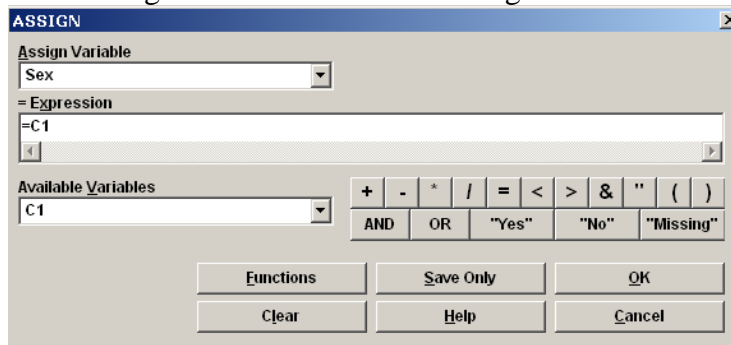 ASSIGN
Assign Variable
Sex
= Expression
=C1
Available Variables
C1
+ - * / = < > & " ( )
AND OR "Yes" "No" "Missing"
Functions Save Only OK
Clear Help Cancel